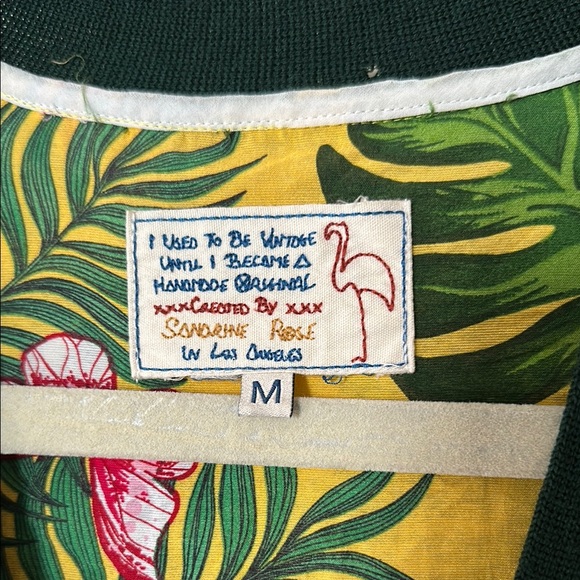 I USED TO BE VINTAGE
UNTIL I BECAME A
HANDMADE ORIGINAL
xxxCREATED BY xxx
SANDRINE ROSE
IN LOS ANGELES
M